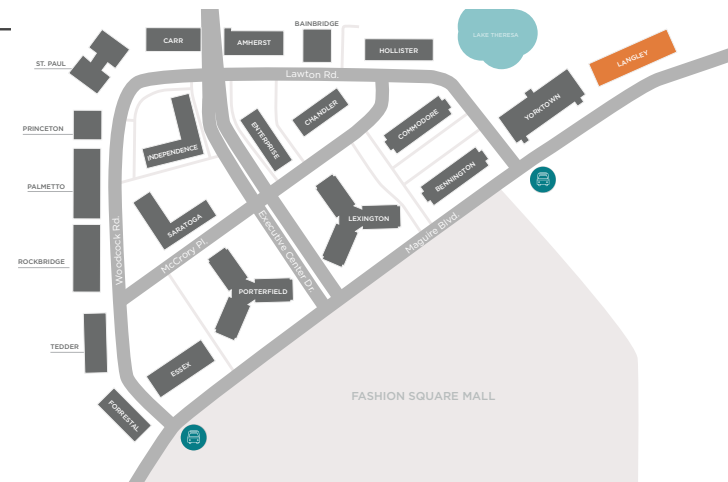 BAINBRIDGE
CARR
AMHERST
LAKE THERESA
HOLLISTER
ST. PAUL
LANGLEY
Lawton Rd.
YORKTOWN
CHANDLER
COMMODORE
PRINCETON
ENTERPRISE
INDEPENDENCE
BENNINGTON
PALMETTO
SARATOGA
LEXINGTON
Woodcock Rd.
McCrory Pl.
Executive Center Dr.
Maguire Blvd.
ROCKBRIDGE
PORTERFIELD
TEDDER
ESSEX
FASHION SQUARE MALL
FORRESTAL